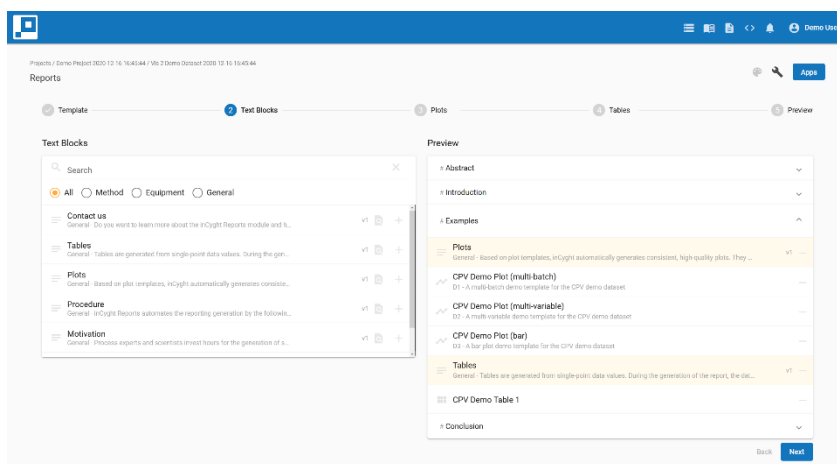 Demo Use
Projects / Demo Project 2020-12-16 16:45:44 / Vis 2 Demo Dataset 2020-12-16 16:45:44
Reports
Apps
Template
2 Text Blocks
3 Plots
4 Tables
5 Preview
Text Blocks
Search
All Method Equipment General
Contact us
General - Do you want to learn more about the inCyght Reports module and h...
v1
Tables
General - Tables are generated from single-point data values. During the gen...
v1
Plots
General - Based on plot templates, inCyght automatically generates consiste...
v1
Procedure
General - inCyght Reports automates the reporting generation by the followin...
v1
Motivation
General - Process experts and scientists invest hours for the generation of s...
v1
Preview
# Abstract
# Introduction
# Examples
Plots
General - Based on plot templates, inCyght automatically generates consistent, high-quality plots. They ...
v1
CPV Demo Plot (multi-batch)
D1 - A multi-batch demo template for the CPV demo dataset
CPV Demo Plot (multi-variable)
D2 - A multi-variable demo template for the CPV demo dataset
CPV Demo Plot (bar)
D3 - A bar plot demo template for the CPV demo dataset
Tables
General - Tables are generated from single-point data values. During the generation of the report, the dat...
v1
CPV Demo Table 1
# Conclusion
Back
Next